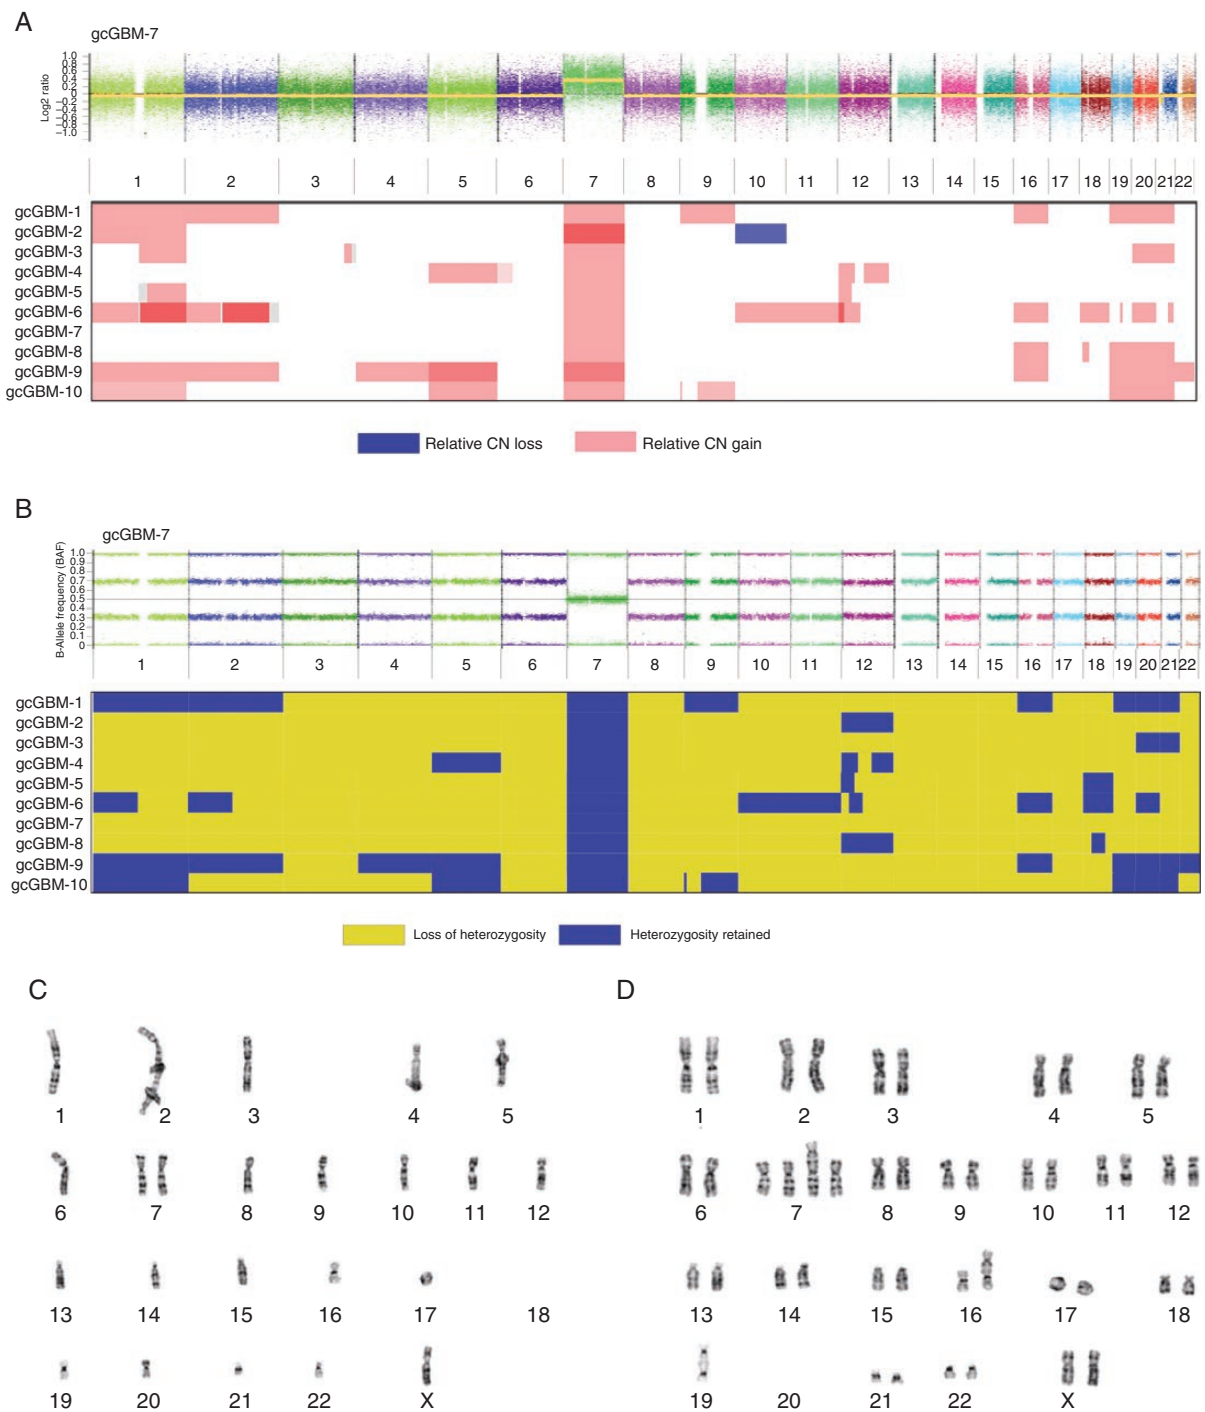 A
gcGBM-7
Log2 ratio
1.0
0.8
0.6
0.4
0.2
0
−0.2
−0.4
−0.6
−0.8
−1.0
1 2 3 4 5 6 7 8 9 10 11 12 13 14 15 16 17 18 19 20 21 22
gcGBM-1
gcGBM-2
gcGBM-3
gcGBM-4
gcGBM-5
gcGBM-6
gcGBM-7
gcGBM-8
gcGBM-9
gcGBM-10
Relative CN loss Relative CN gain
B
gcGBM-7
B-Allele frequency (BAF)
1.0
0.9
0.8
0.7
0.6
0.5
0.4
0.3
0.2
0.1
0
1 2 3 4 5 6 7 8 9 10 11 12 13 14 15 16 17 18 19 20 21 22
gcGBM-1
gcGBM-2
gcGBM-3
gcGBM-4
gcGBM-5
gcGBM-6
gcGBM-7
gcGBM-8
gcGBM-9
gcGBM-10
Loss of heterozygosity Heterozygosity retained
C
1 2 3 4 5
6 7 8 9 10 11 12
13 14 15 16 17 18
19 20 21 22 X
D
1 2 3 4 5
6 7 8 9 10 11 12
13 14 15 16 17 18
19 20 21 22 X